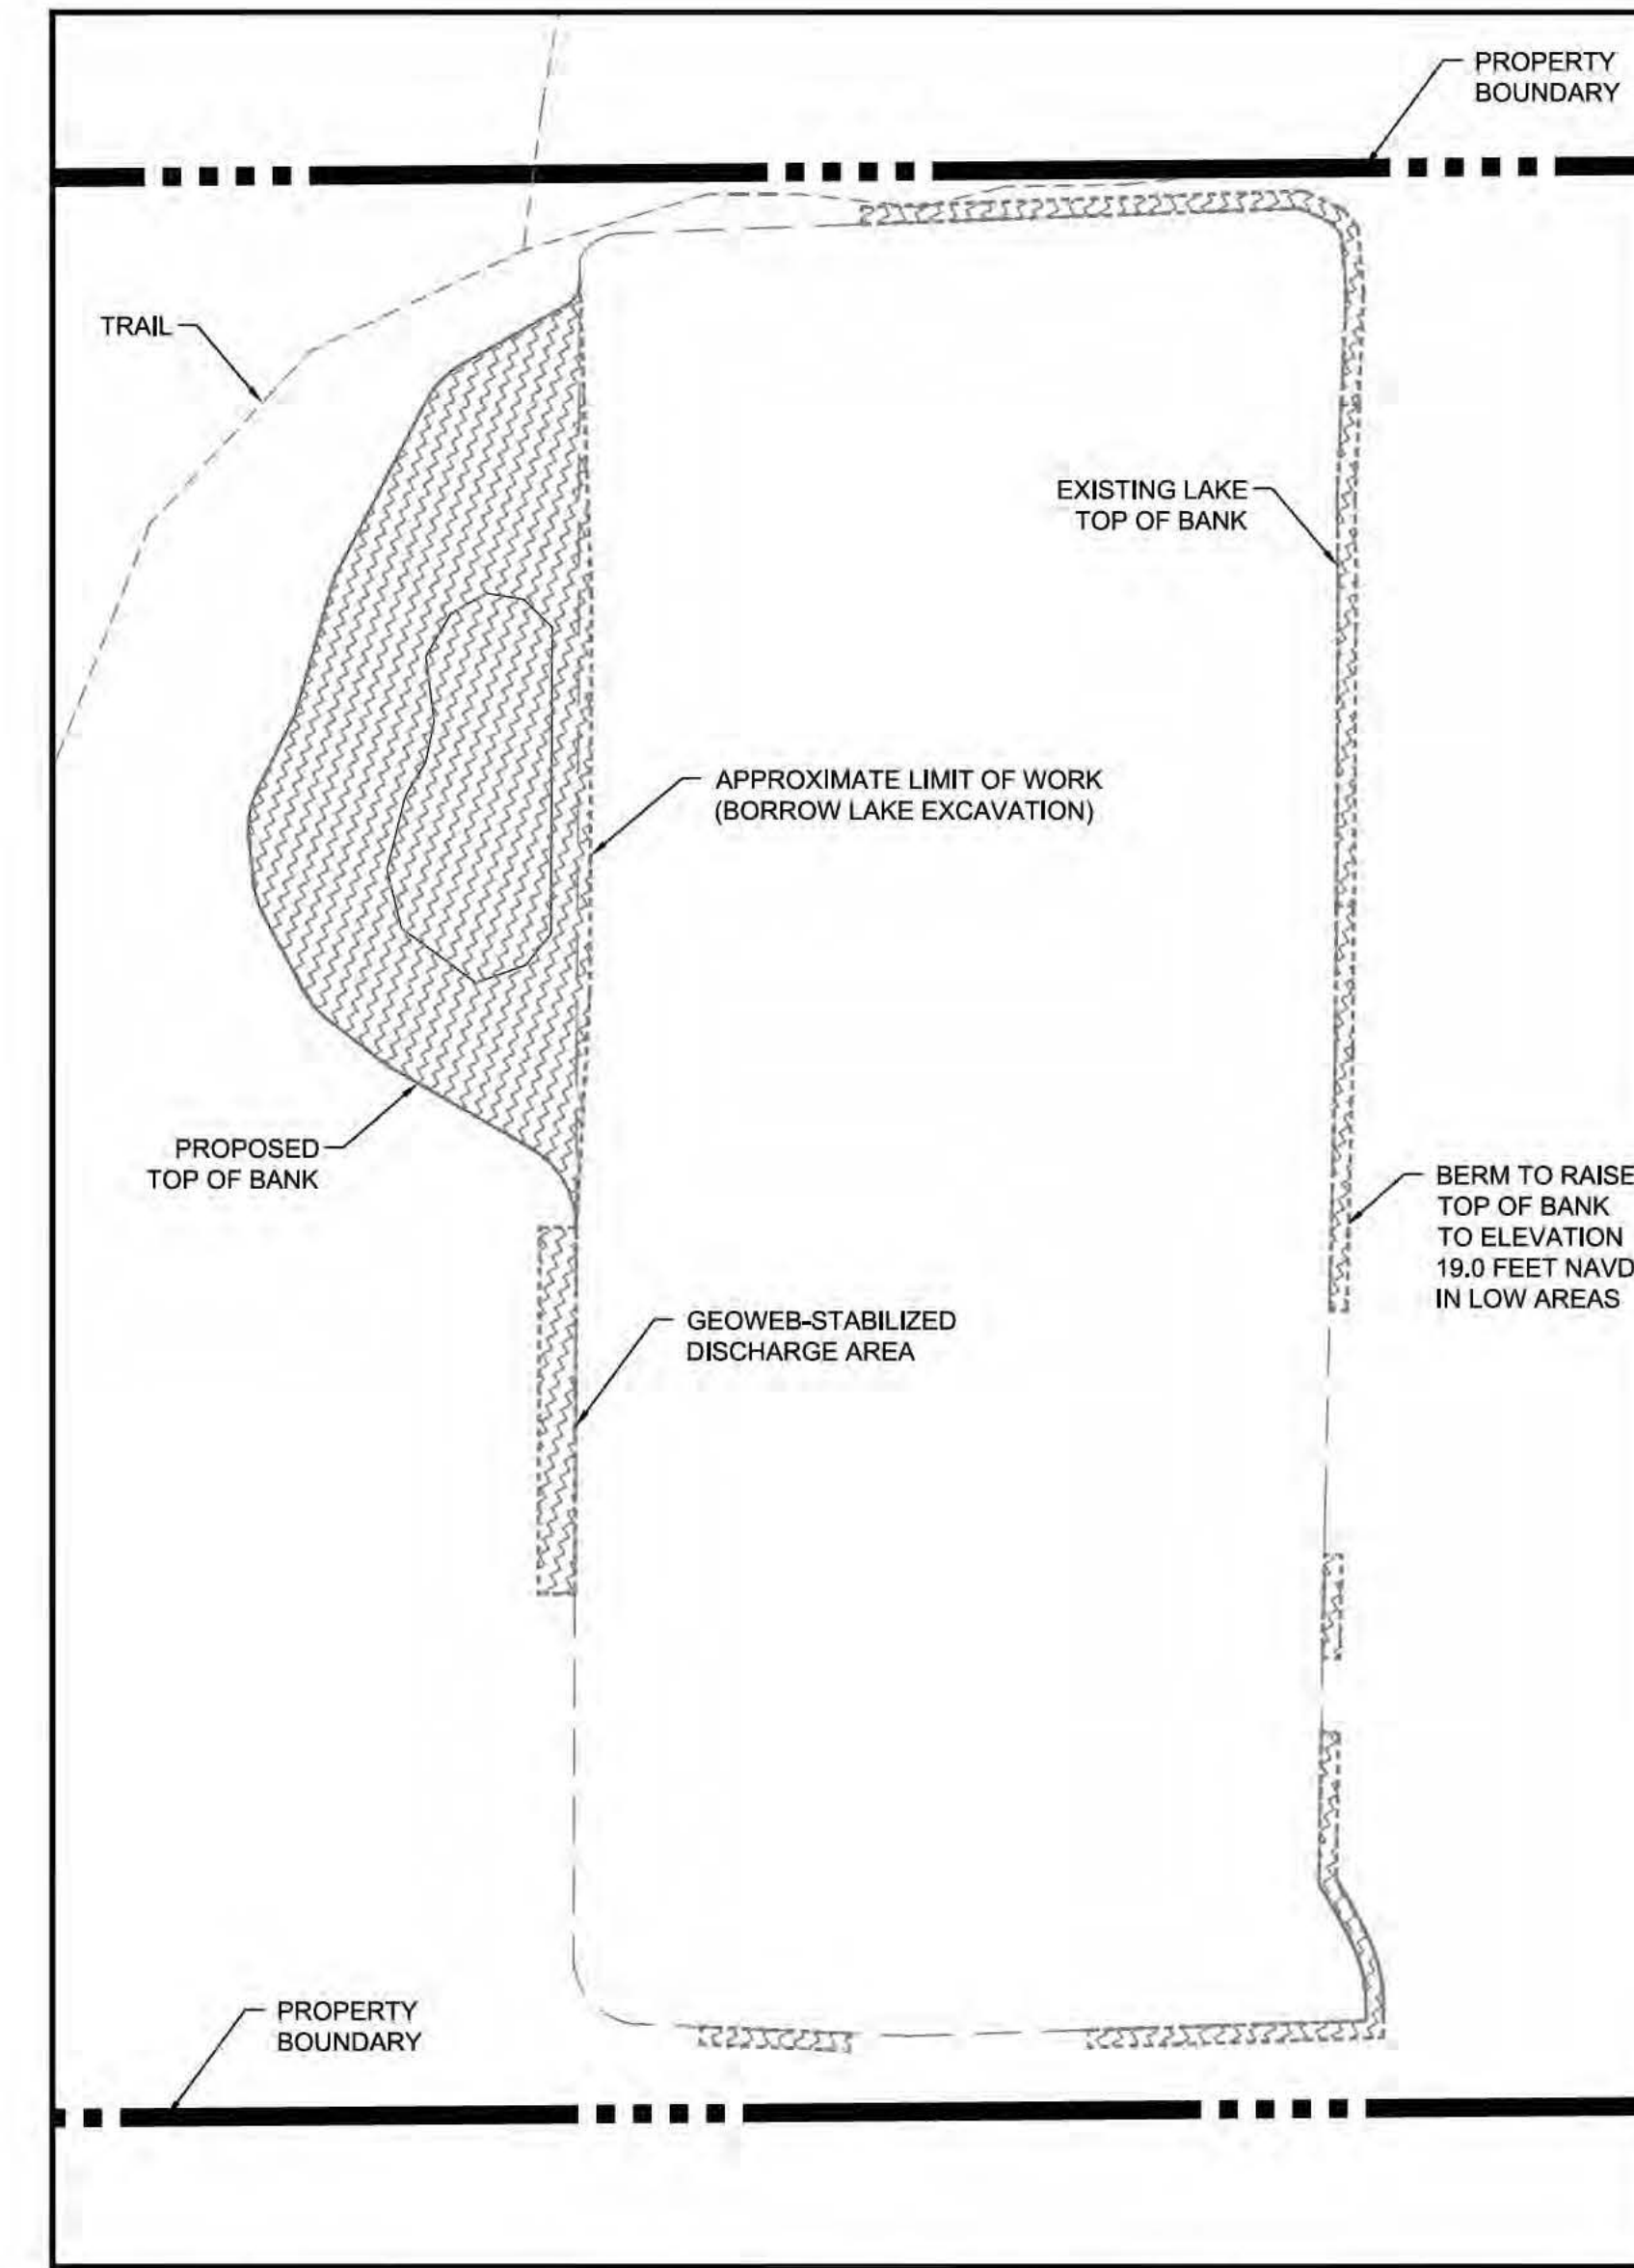 PROPERTY
BOUNDARY
TRAIL
EXISTING LAKE
TOP OF BANK
APPROXIMATE LIMIT OF WORK
(BORROW LAKE EXCAVATION)
PROPOSED
TOP OF BANK
BERM TO RAISE
TOP OF BANK
TO ELEVATION
19.0 FEET NAVD
IN LOW AREAS
GEOWEB-STABILIZED
DISCHARGE AREA
PROPERTY
BOUNDARY